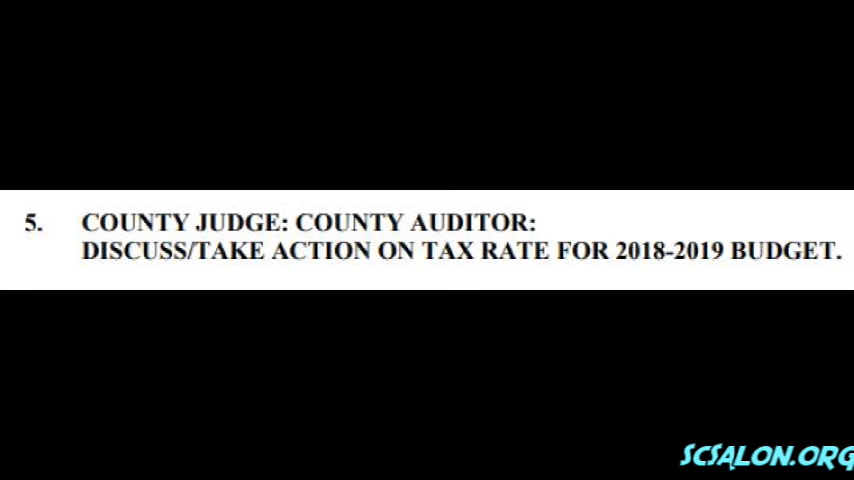 5. COUNTY JUDGE: COUNTY AUDITOR:
DISCUSS/TAKE ACTION ON TAX RATE FOR 2018-2019 BUDGET.
SCSALON.ORG